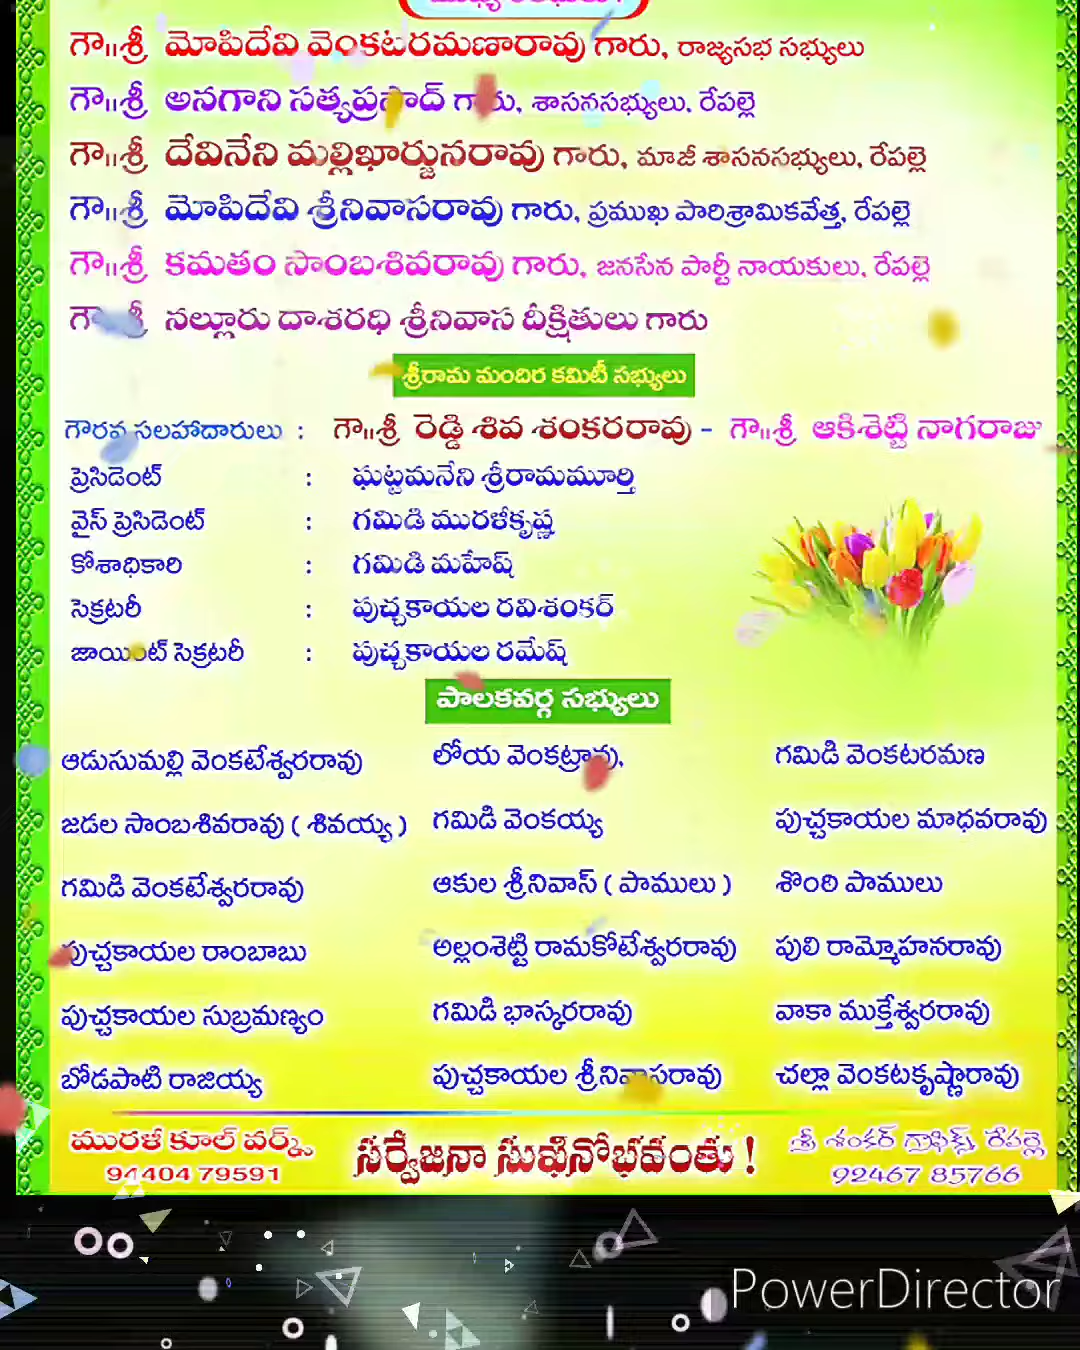 గౌ॥శ్రీ మోపిదేవి వెంకటరమణారావు గారు, రాజ్యసభ సభ్యులు
గౌ॥శ్రీ అనగాని సత్యప్రసాద్ గారు, శాసనసభ్యులు, రేపల్లె
గౌ॥శ్రీ దేవినేని మల్లిఖార్జునరావు గారు, మాజీ శాసనసభ్యులు, రేపల్లె
గౌ॥శ్రీ మోపిదేవి శ్రీనివాసరావు గారు, ప్రముఖ పారిశ్రామికవేత్త, రేపల్లె
గౌ॥శ్రీ కమతం సాంబశివరావు గారు, జనసేన పార్టీ నాయకులు, రేపల్లె
గౌ॥శ్రీ నల్లూరు దాశరధి శ్రీనివాస దీక్షితులు గారు
శ్రీరామ మందిర కమిటీ సభ్యులు
గౌరవ సలహాదారులు : గౌ॥శ్రీ రెడ్డి శివ శంకరరావు - గౌ॥శ్రీ ఆకిశెట్టి నాగరాజు
ప్రెసిడెంట్ : ఘట్టమనేని శ్రీరామమూర్తి
వైస్ ప్రెసిడెంట్ : గమిడి మురళీకృష్ణ
కోశాధికారి : గమిడి మహేష్
సెక్రటరీ : పుచ్చకాయల రవిశంకర్
జాయింట్ సెక్రటరీ : పుచ్చకాయల రమేష్
పాలకవర్గ సభ్యులు
ఆడుసుమల్లి వెంకటేశ్వరరావు లోయ వెంకట్రావు, గమిడి వెంకటరమణ
జడల సాంబశివరావు ( శివయ్య ) గమిడి వెంకయ్య పుచ్చకాయల మాధవరావు
గమిడి వెంకటేశ్వరరావు ఆకుల శ్రీనివాస్ ( పాములు ) శొంఠి పాములు
పుచ్చకాయల రాంబాబు అల్లంశెట్టి రామకోటేశ్వరరావు పులి రామ్మోహనరావు
పుచ్చకాయల సుబ్రమణ్యం గమిడి భాస్కరరావు వాకా ముక్తేశ్వరరావు
బోడపాటి రాజియ్య పుచ్చకాయల శ్రీనివాసరావు చల్లా వెంకటకృష్ణారావు
మురళీ కూల్ వర్క్స్ సర్వేజనా సుఖినోభవంతు ! శ్రీ శంకర్ గ్రాఫిక్స్, రేపల్లె
94404 79591 92467 85766
PowerDirector